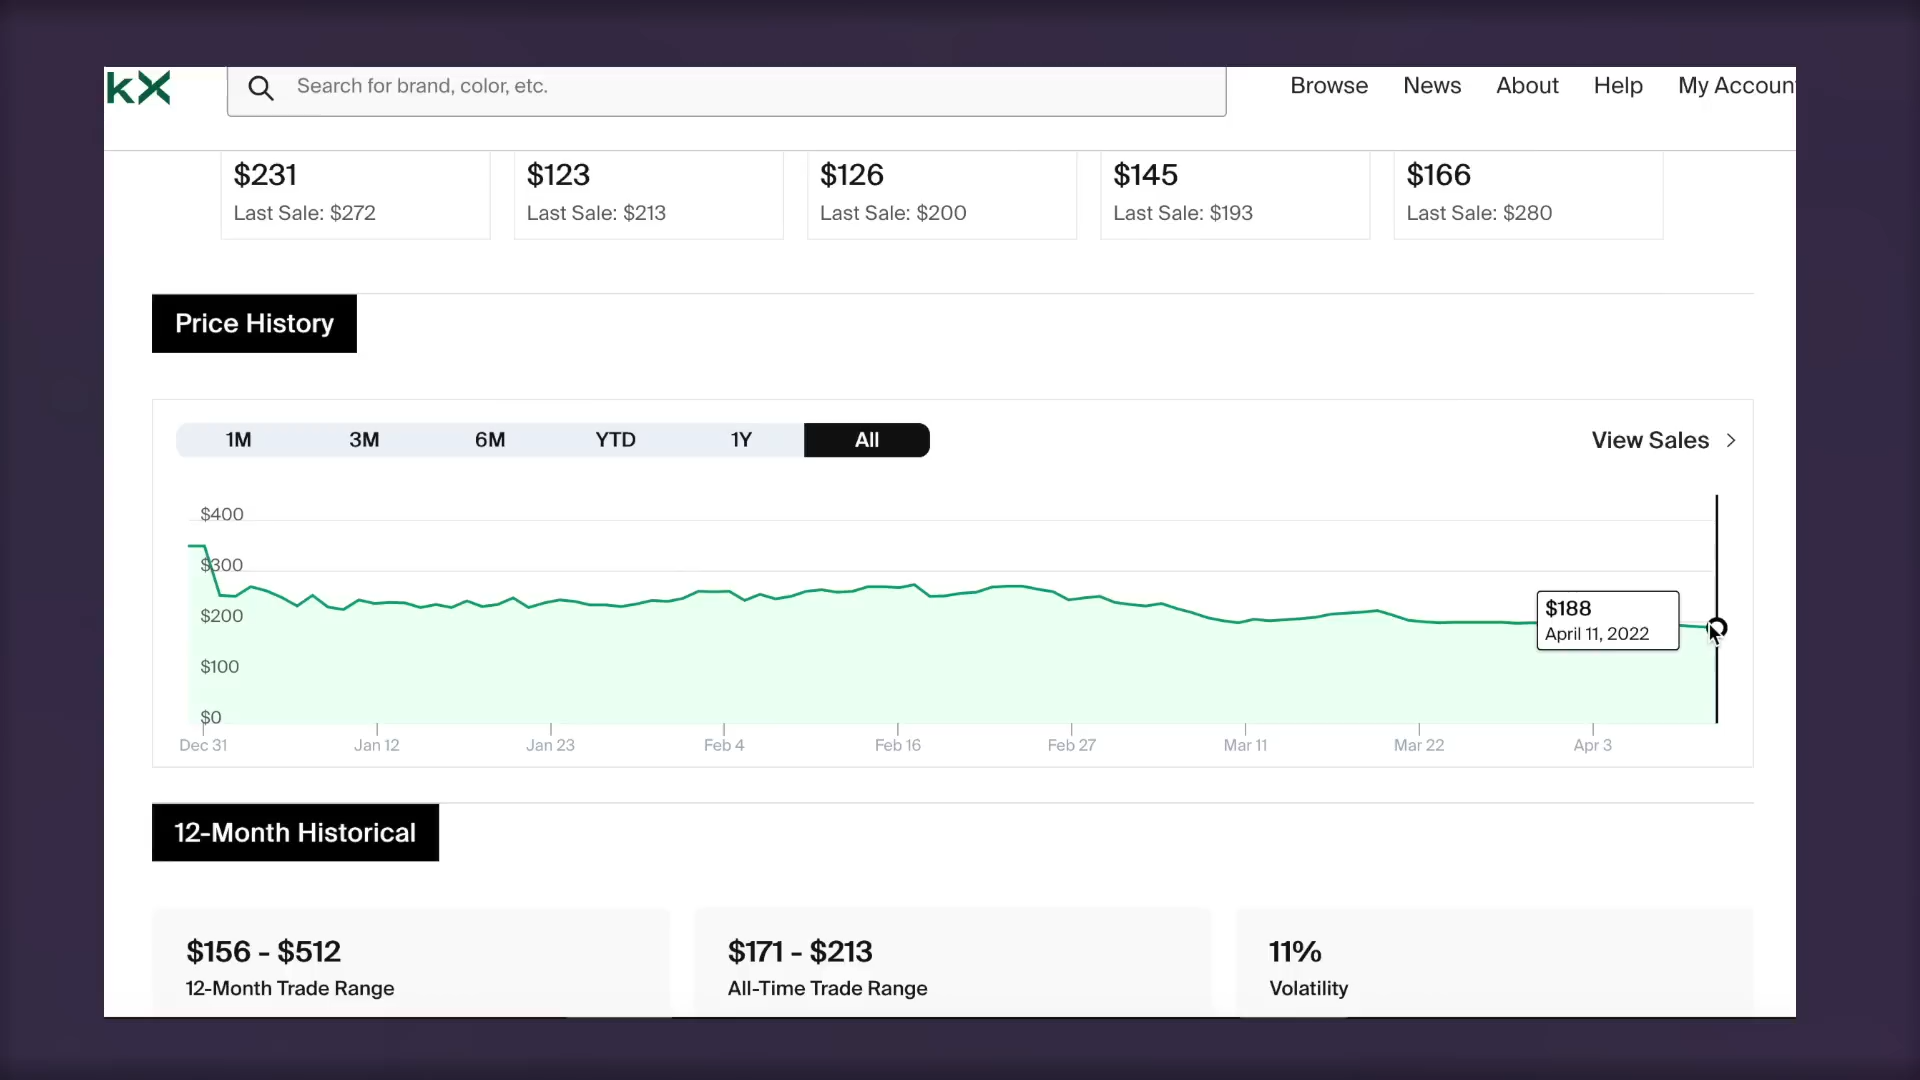 kX
Search for brand, color, etc.
Browse News About Help My Accoun
$231 $123 $126 $145 $166
Last Sale: $272 Last Sale: $213 Last Sale: $200 Last Sale: $193 Last Sale: $280
Price History
1M 3M 6M YTD 1Y All
View Sales
$400
$300
$200
$100
$0
$188
April 11, 2022
Dec 31 Jan 12 Jan 23 Feb 4 Feb 16 Feb 27 Mar 11 Mar 22 Apr 3
12-Month Historical
$156 - $512 $171 - $213 11%
12-Month Trade Range All-Time Trade Range Volatility